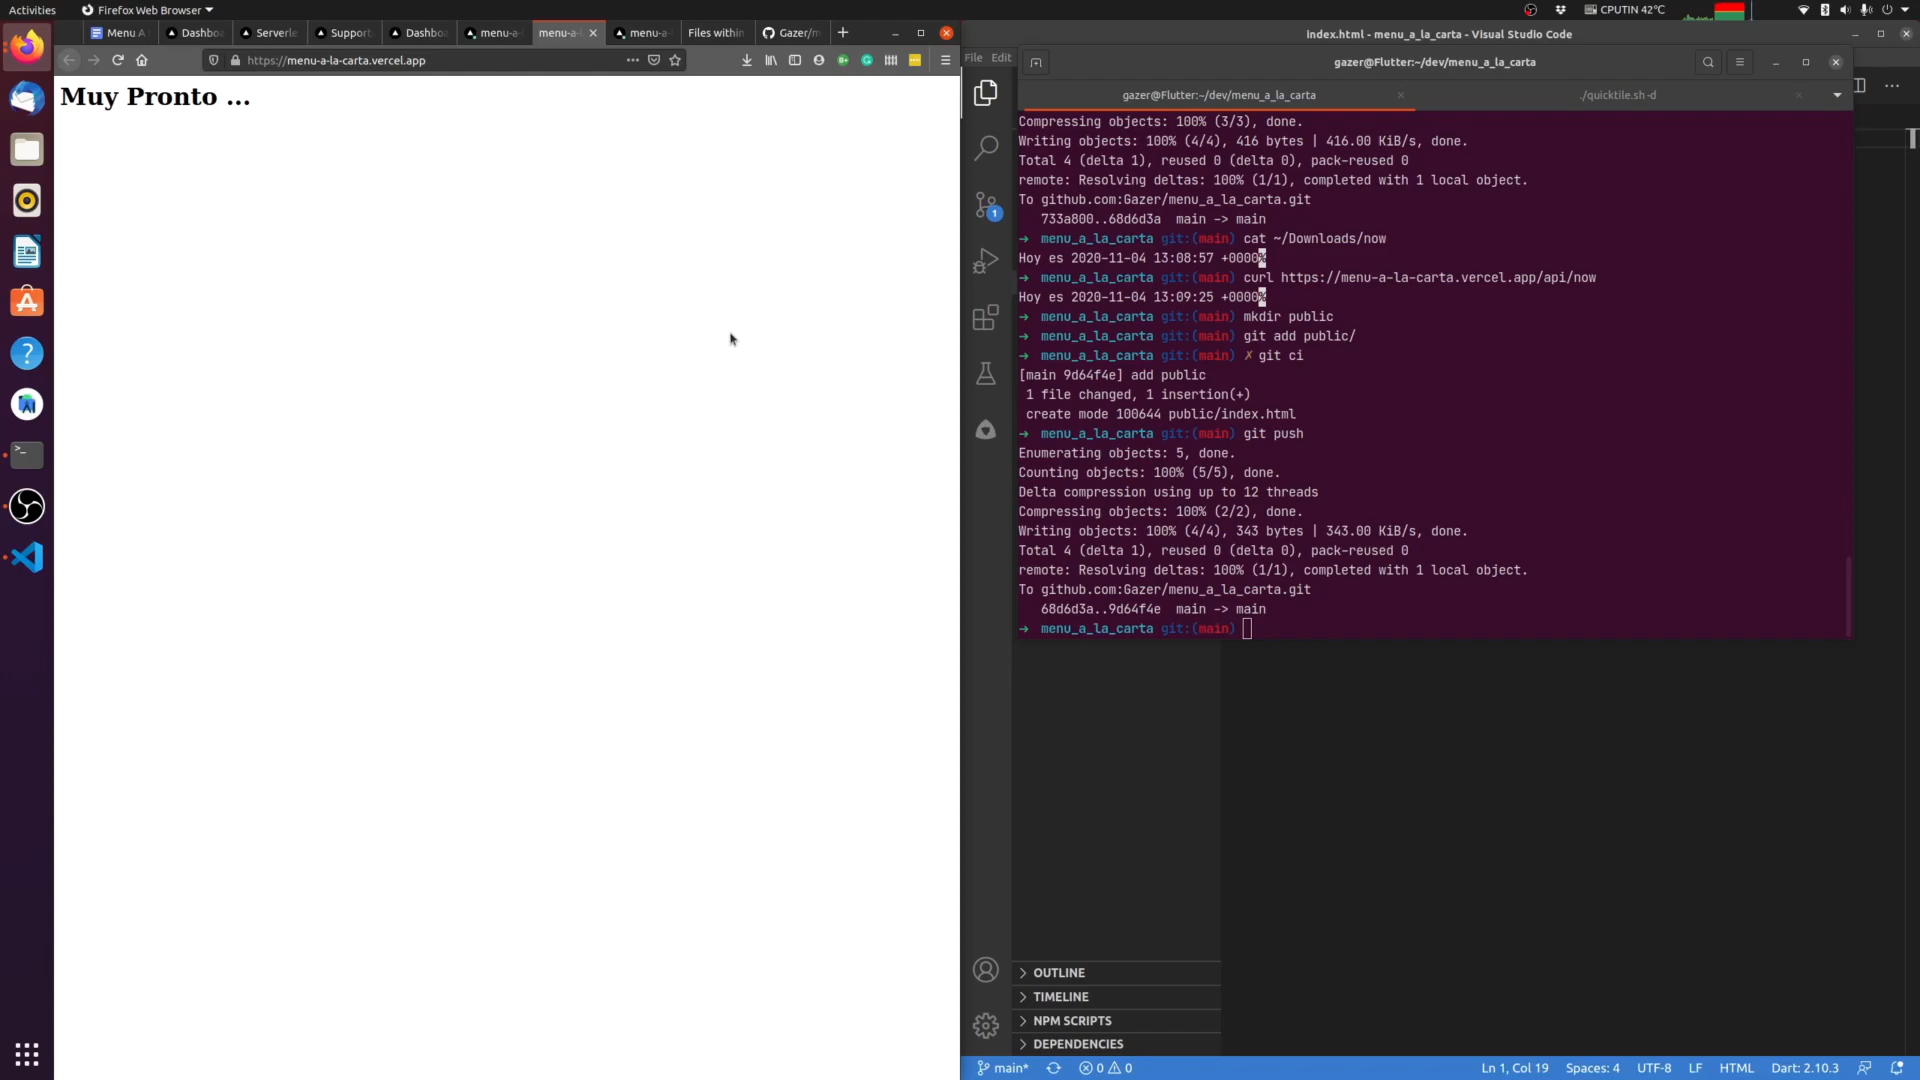 Activities
Firefox Web Browser
CPUTIN 42°C
Menu A
Dashbo
Serverle
Support
Dashbo
menu-a-
menu-a-
menu-a-
Files within
Gazer/m
https://menu-a-la-carta.vercel.app
Muy Pronto ...
index.html - menu_a_la_carta - Visual Studio Code
File Edit
gazer@Flutter:~/dev/menu_a_la_carta
gazer@Flutter:~/dev/menu_a_la_carta
./quicktile.sh -d
Compressing objects: 100% (3/3), done.
Writing objects: 100% (4/4), 416 bytes | 416.00 KiB/s, done.
Total 4 (delta 1), reused 0 (delta 0), pack-reused 0
remote: Resolving deltas: 100% (1/1), completed with 1 local object.
To github.com:Gazer/menu_a_la_carta.git
733a800..68d6d3a main -> main
→ menu_a_la_carta git:(main) cat ~/Downloads/now
Hoy es 2020-11-04 13:08:57 +0000%
→ menu_a_la_carta git:(main) curl https://menu-a-la-carta.vercel.app/api/now
Hoy es 2020-11-04 13:09:25 +0000%
→ menu_a_la_carta git:(main) mkdir public
→ menu_a_la_carta git:(main) git add public/
→ menu_a_la_carta git:(main) ✗ git ci
[main 9d64f4e] add public
1 file changed, 1 insertion(+)
create mode 100644 public/index.html
→ menu_a_la_carta git:(main) git push
Enumerating objects: 5, done.
Counting objects: 100% (5/5), done.
Delta compression using up to 12 threads
Compressing objects: 100% (2/2), done.
Writing objects: 100% (4/4), 343 bytes | 343.00 KiB/s, done.
Total 4 (delta 1), reused 0 (delta 0), pack-reused 0
remote: Resolving deltas: 100% (1/1), completed with 1 local object.
To github.com:Gazer/menu_a_la_carta.git
68d6d3a..9d64f4e main -> main
→ menu_a_la_carta git:(main)
1
OUTLINE
TIMELINE
NPM SCRIPTS
DEPENDENCIES
main* 0 0 Ln 1, Col 19 Spaces: 4 UTF-8 LF HTML Dart: 2.10.3